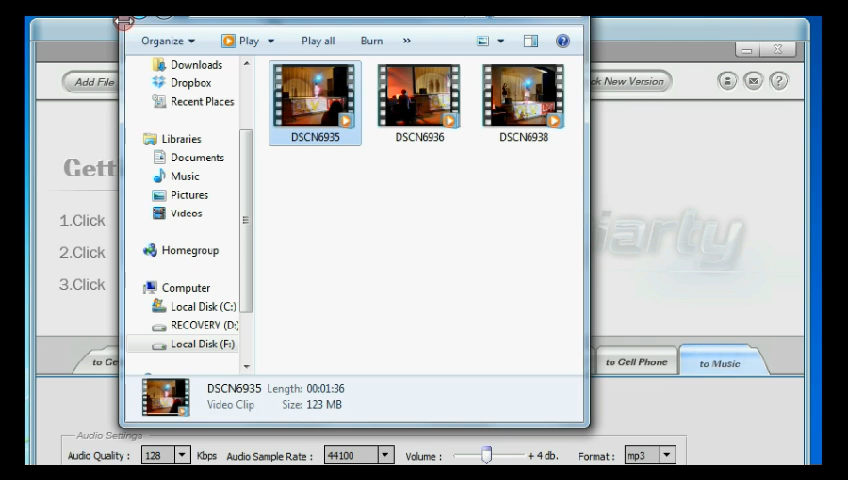 Organize
Play
Play all
Burn
»
Add File
New Version
Downloads
Dropbox
Recent Places
Libraries
Documents
Music
Pictures
Videos
Homegroup
Computer
Local Disk (C:)
RECOVERY (D:)
Local Disk (F:)
DSCN6935
DSCN6936
DSCN6938
Gett
1.Click
2.Click
3.Click
iarty
to Cell Phone
to Music
DSCN6935 Length: 00:01:36
Video Clip Size: 123 MB
Audio Settings
Audio Quality : 128 Kbps Audio Sample Rate : 44100 Volume : + 4 db. Format : mp3